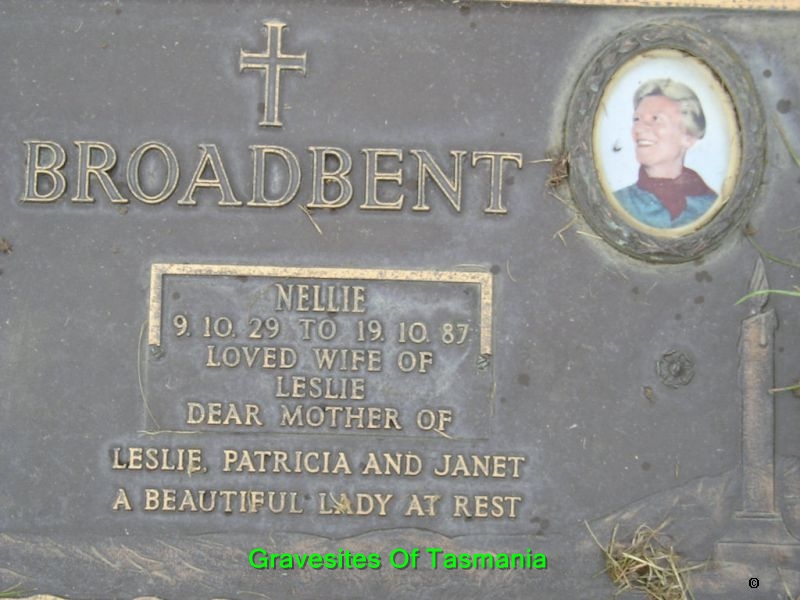 BROADBENT
NELLIE
9. 10. 29 TO 19. 10. 87
LOVED WIFE OF
LESLIE
DEAR MOTHER OF
LESLIE, PATRICIA AND JANET
A BEAUTIFUL LADY AT REST
Gravesites Of Tasmania
©